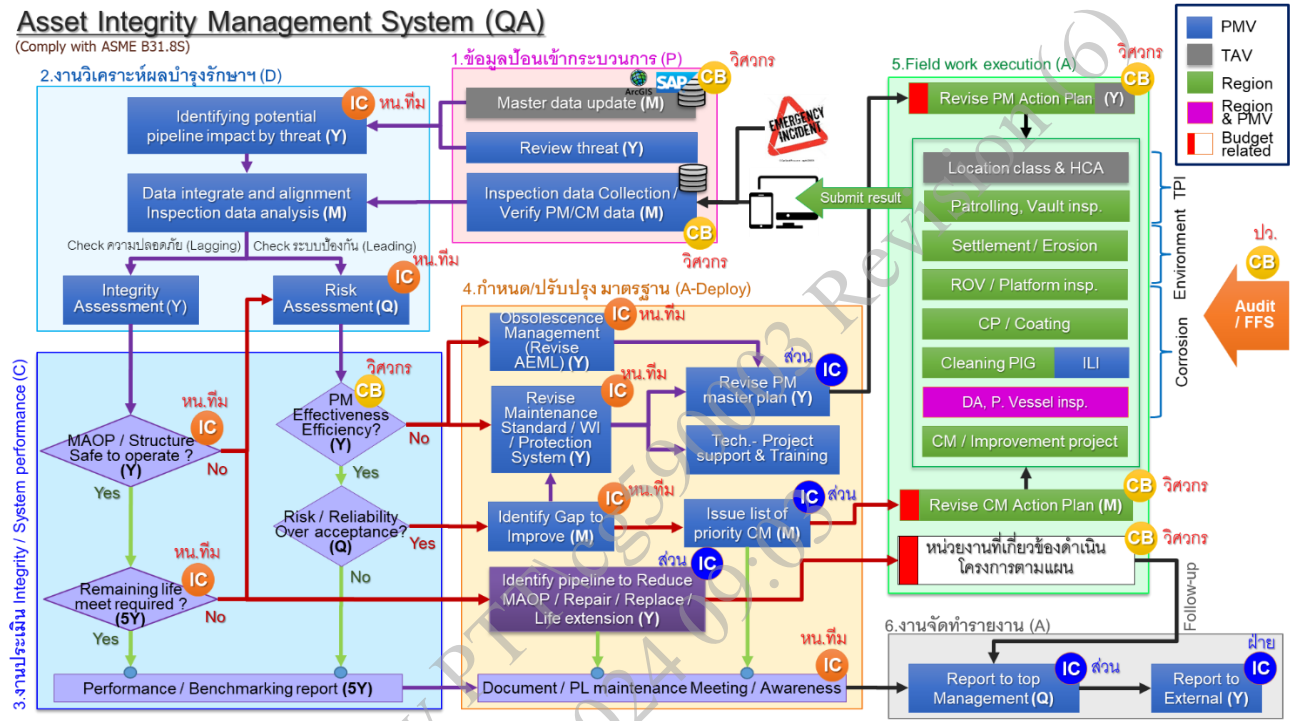 Asset Integrity Management System (QA)
(Comply with ASME B31.8S)
PMV
TAV
Region
Region
& PMV
Budget
related
1.ข้อมูลป้อนเข้ากระบวนการ (P)
วิศวกร
CB
ArcGIS
SAP
Master data update (M)
Review threat (Y)
Inspection data Collection /
Verify PM/CM data (M)
CB
วิศวกร
EMERGENCY
INCIDENT
Submit result
2.งานวิเคราะห์ผลบำรุงรักษาฯ (D)
IC
หน.ทีม
Identifying potential
pipeline impact by threat (Y)
Data integrate and alignment
Inspection data analysis (M)
Check ความปลอดภัย (Lagging)
Check ระบบป้องกัน (Leading)
Integrity
Assessment (Y)
Risk
Assessment (Q)
IC
หน.ทีม
3.งานประเมิน Integrity / System performance (C)
MAOP / Structure
Safe to operate ?
(Y)
IC
หน.ทีม
No
Yes
Remaining life
meet required ?
(5Y)
IC
หน.ทีม
No
Yes
วิศวกร
CB
PM
Effectiveness
Efficiency?
(Y)
No
Yes
Risk / Reliability
Over acceptance?
(Q)
Yes
No
Performance / Benchmarking report (5Y)
4.กำหนด/ปรับปรุง มาตรฐาน (A-Deploy)
Obsolescence
Management
(Revise
AEML) (Y)
IC
หน.ทีม
Revise
Maintenance
Standard / WI /
Protection
System (Y)
IC
หน.ทีม
Revise PM
master plan (Y)
ส่วน
IC
Tech.- Project
support & Training
Identify Gap to
Improve (M)
IC
หน.ทีม
Issue list of
priority CM (M)
IC
ส่วน
Identify pipeline to Reduce
MAOP / Repair / Replace /
Life extension (Y)
ส่วน
IC
Document / PL maintenance Meeting / Awareness
หน.ทีม
IC
5.Field work execution (A)
วิศวกร
CB
Revise PM Action Plan (Y)
Location class & HCA
Patrolling, Vault insp.
Settlement / Erosion
ROV / Platform insp.
CP / Coating
Cleaning PIG
ILI
DA, P. Vessel insp.
CM / Improvement project
TPI
Environment
Corrosion
Revise CM Action Plan (M)
CB
วิศวกร
หน่วยงานที่เกี่ยวข้องดำเนิน
โครงการตามแผน
CB
วิศวกร
ปว.
CB
Audit
/ FFS
Follow-up
6.งานจัดทำรายงาน (A)
Report to top
Management (Q)
IC
ส่วน
Report to
External (Y)
ฝ่าย
IC